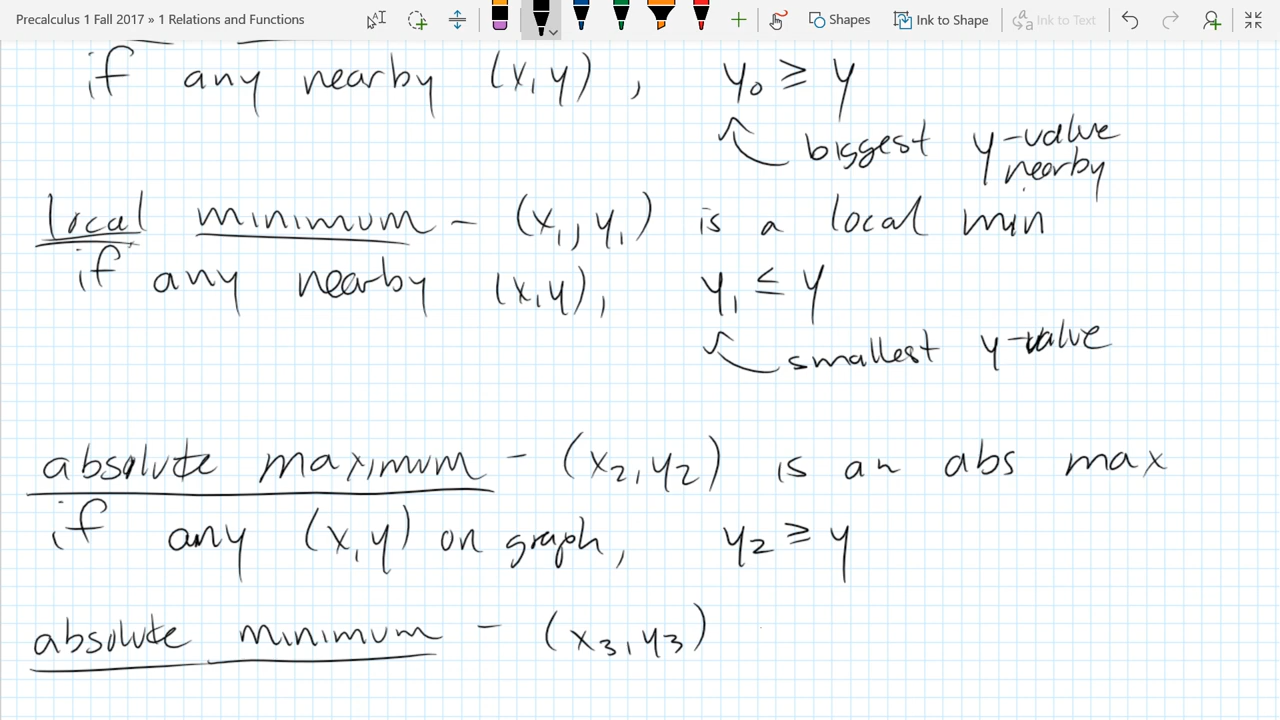 Precalculus 1 Fall 2017 » 1 Relations and Functions Shapes Ink to Shape Ink to Text
if any nearby (x,y), y₀ ≥ y
biggest y-value
nearby
local minimum - (x₁, y₁) is a local min
if any nearby (x,y), y₁ ≤ y
smallest y-value
absolute maximum - (x₂,y₂) is an abs max
if any (x,y) on graph, y₂ ≥ y
absolute minimum - (x₃,y₃)